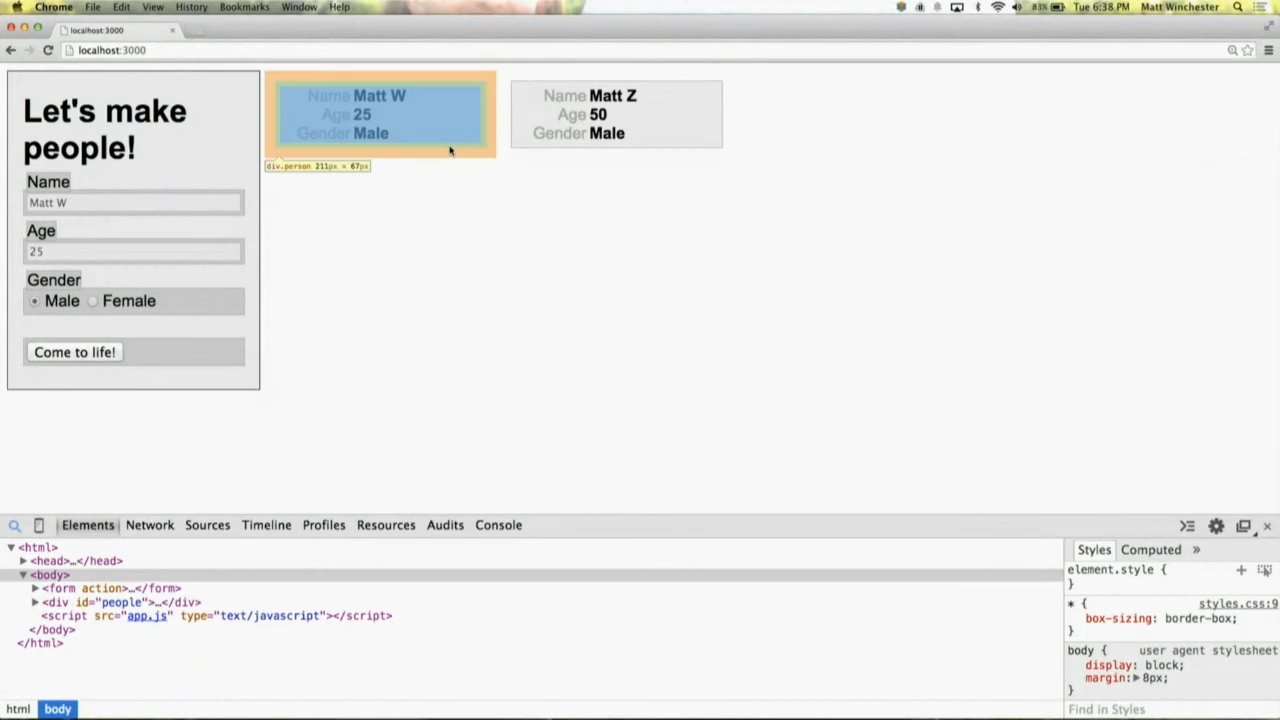 Chrome File Edit View History Bookmarks Window Help 83% Tue 6:38 PM Matt Winchester
localhost:3000
localhost:3000
Let's make
people!
Name
Matt W
Age
25
Gender
Male Female
Come to life!
Name Matt W
Age 25
Gender Male
div.person 211px × 67px
Name Matt Z
Age 50
Gender Male
Elements Network Sources Timeline Profiles Resources Audits Console
<html>
<head>…</head>
<body>
<form action>…</form>
<div id="people">…</div>
<script src="app.js" type="text/javascript"></script>
</body>
</html>
html body
Styles Computed »
element.style {
}
* { styles.css:9
box-sizing: border-box;
}
body { user agent stylesheet
display: block;
margin: 8px;
}
Find in Styles